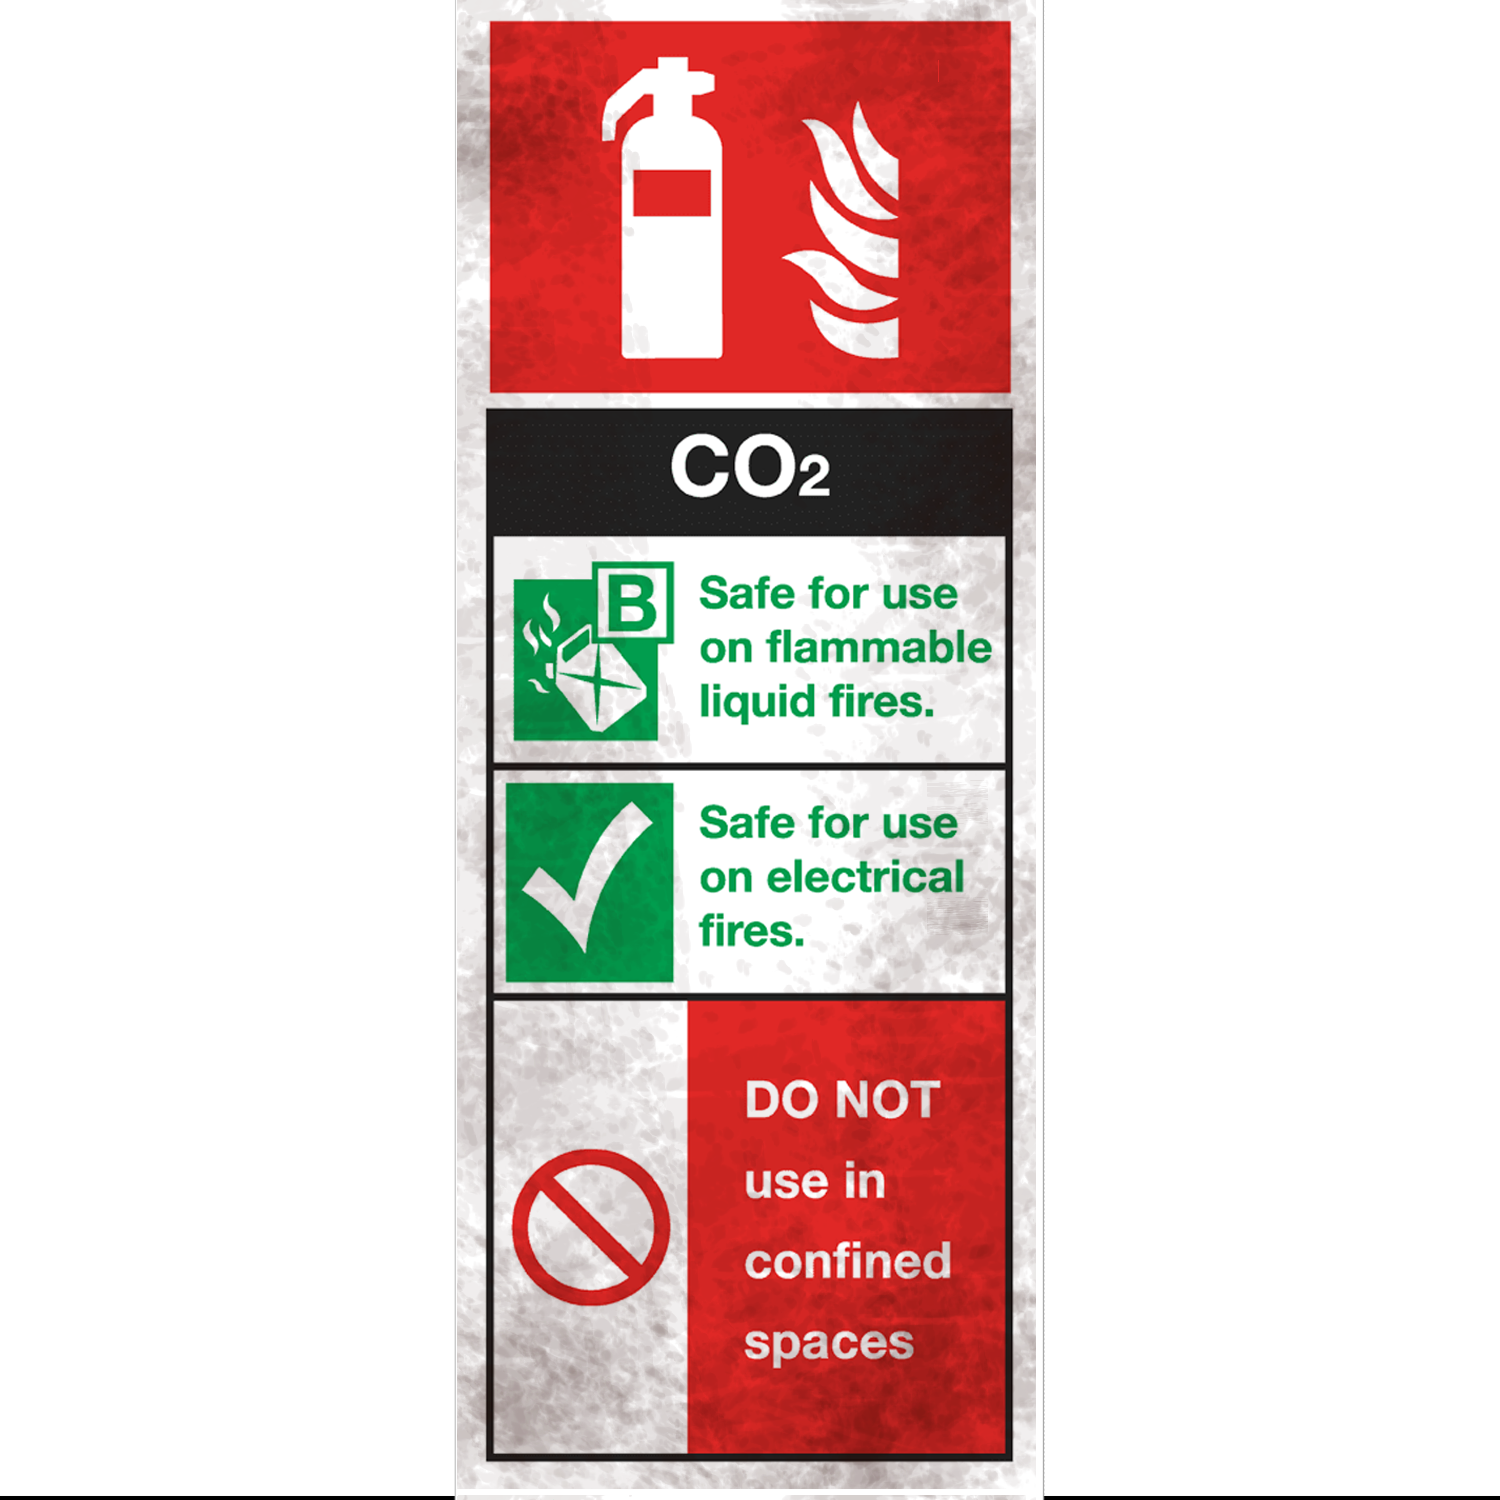 CO2
B
Safe for use
on flammable
liquid fires.
Safe for use
on electrical
fires.
DO NOT
use in
confined
spaces